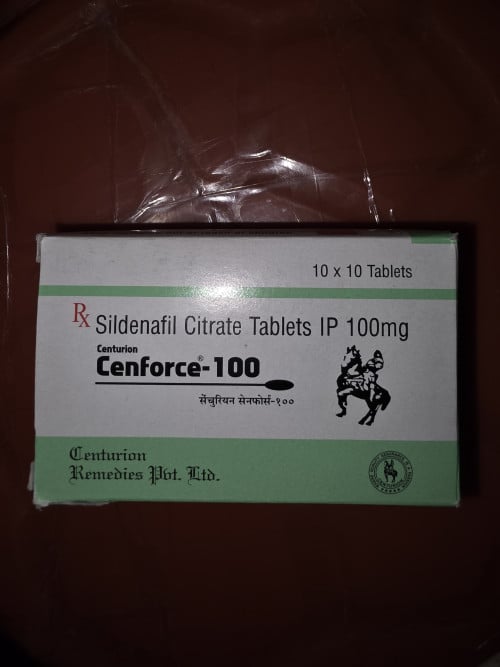 10 x 10 Tablets
Rx Sildenafil Citrate Tablets IP 100mg
Centurion
Cenforce®-100
सेंचुरियन सेनफोर्स-१००
Centurion
Remedies Pvt. Ltd.